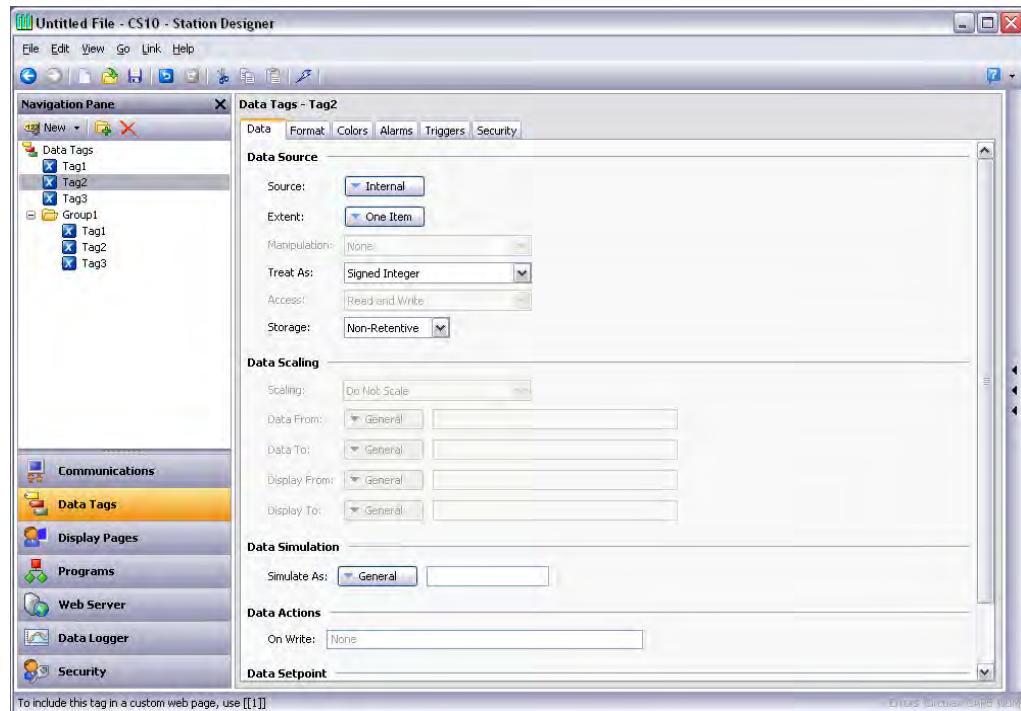 Untitled File - CS10 - Station Designer
File Edit View Go Link Help
Navigation Pane
New
Data Tags
Tag1
Tag2
Tag3
Group1
Tag1
Tag2
Tag3
Communications
Data Tags
Display Pages
Programs
Web Server
Data Logger
Security
Data Tags - Tag2
Data Format Colors Alarms Triggers Security
Data Source
Source: Internal
Extent: One Item
Manipulation: None
Treat As: Signed Integer
Access: Read and Write
Storage: Non-Retentive
Data Scaling
Scaling: Do Not Scale
Data From: General
Data To: General
Display From: General
Display To: General
Data Simulation
Simulate As: General
Data Actions
On Write: None
Data Setpoint
To include this tag in a custom web page, use [[1]]